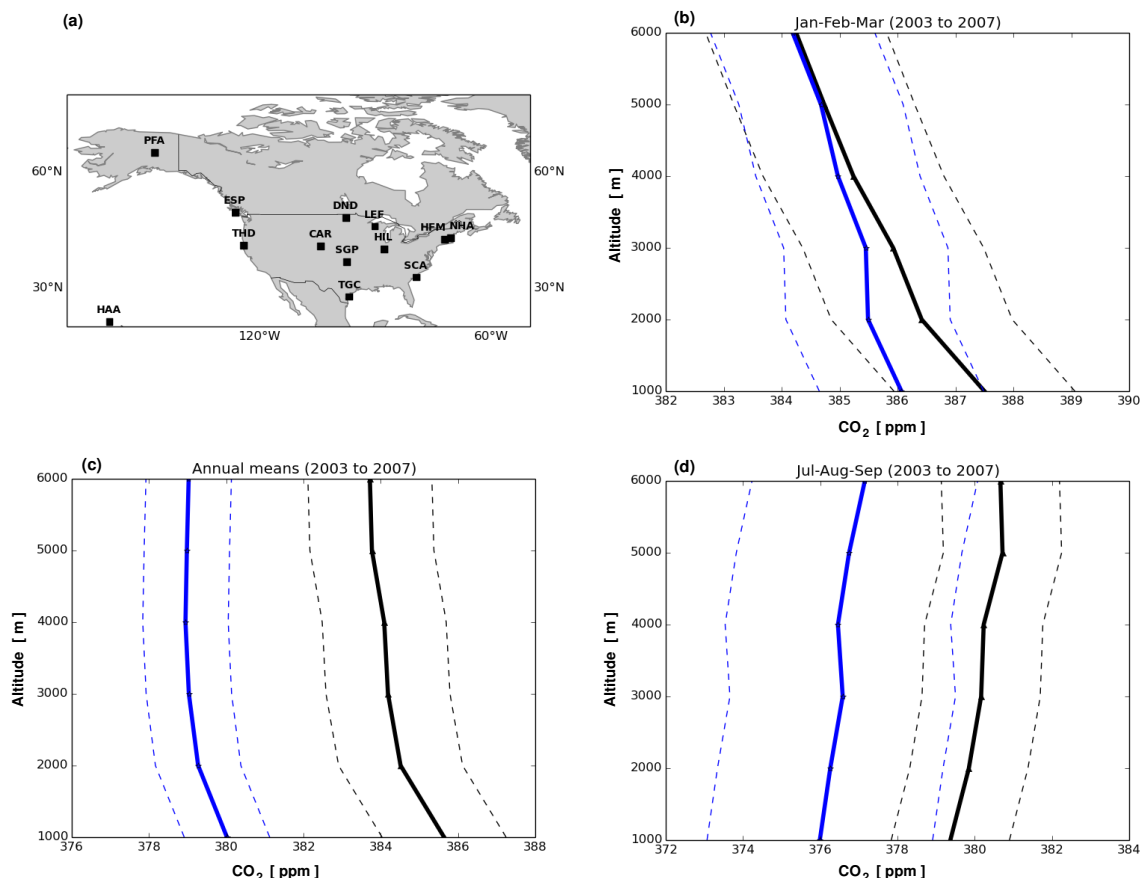 (a)
PFA
60°N
60°N
ESP
DND
LEF
THD
CAR
HIL
HFM
NHA
SGP
SCA
TGC
30°N
30°N
HAA
120°W
60°W
(b)
Jan-Feb-Mar (2003 to 2007)
6000
5000
4000
3000
2000
1000
Altitude [ m ]
382 383 384 385 386 387 388 389 390
CO2 [ ppm ]
(c)
Annual means (2003 to 2007)
6000
5000
4000
3000
2000
1000
Altitude [ m ]
376 378 380 382 384 386 388
CO2 [ ppm ]
(d)
Jul-Aug-Sep (2003 to 2007)
6000
5000
4000
3000
2000
1000
Altitude [ m ]
372 374 376 378 380 382 384
CO2 [ ppm ]